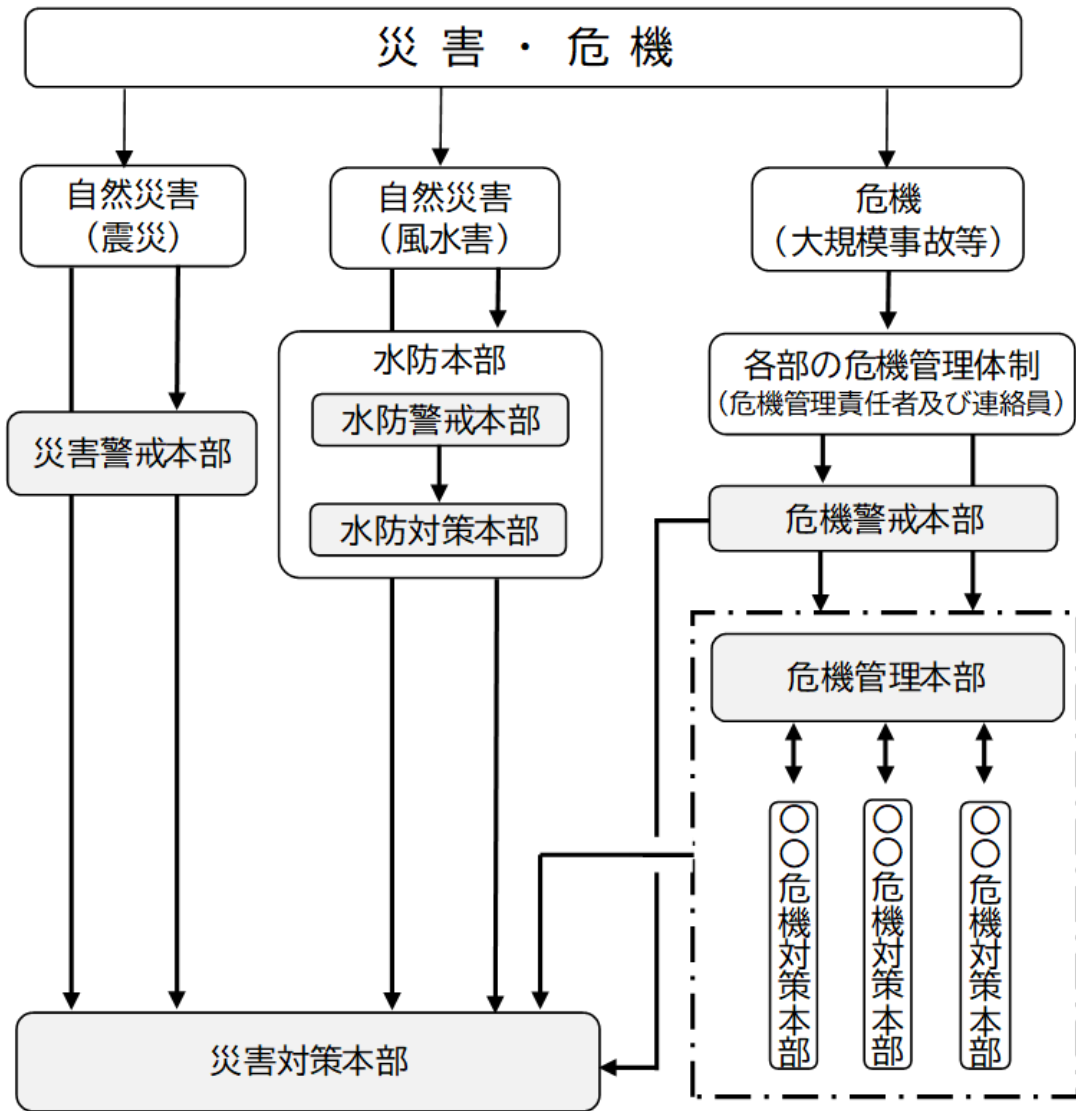 災害・危機
自然災害
（震災）
自然災害
（風水害）
危機
（大規模事故等）
水防本部
水防警戒本部
水防対策本部
各部の危機管理体制
（危機管理責任者及び連絡員）
災害警戒本部
危機警戒本部
危機管理本部
〇〇危機対策本部
〇〇危機対策本部
〇〇危機対策本部
災害対策本部